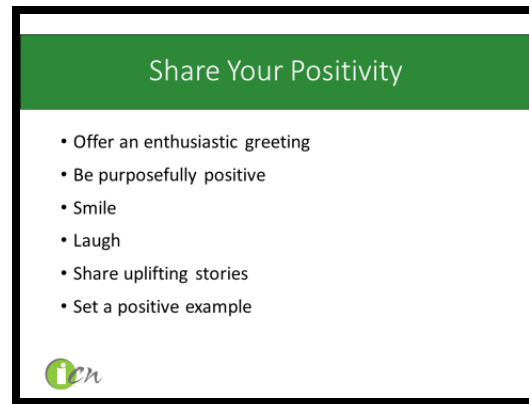 Share Your Positivity
• Offer an enthusiastic greeting
• Be purposefully positive
• Smile
• Laugh
• Share uplifting stories
• Set a positive example
icn